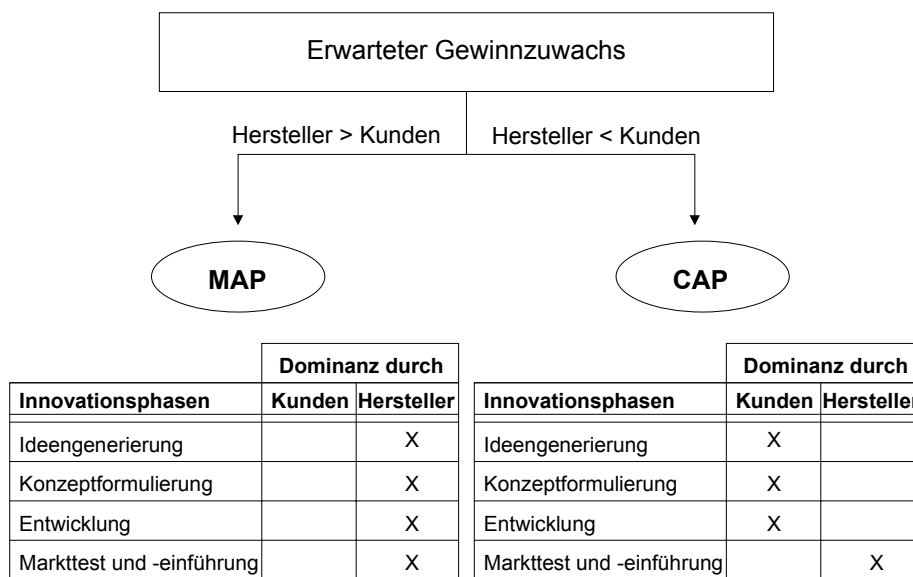 Erwarteter Gewinnzuwachs
Hersteller > Kunden
Hersteller < Kunden
MAP
CAP
Dominanz durch
Innovationsphasen Kunden Hersteller
Ideengenerierung X
Konzeptformulierung X
Entwicklung X
Markttest und -einführung X
Dominanz durch
Innovationsphasen Kunden Hersteller
Ideengenerierung X
Konzeptformulierung X
Entwicklung X
Markttest und -einführung X